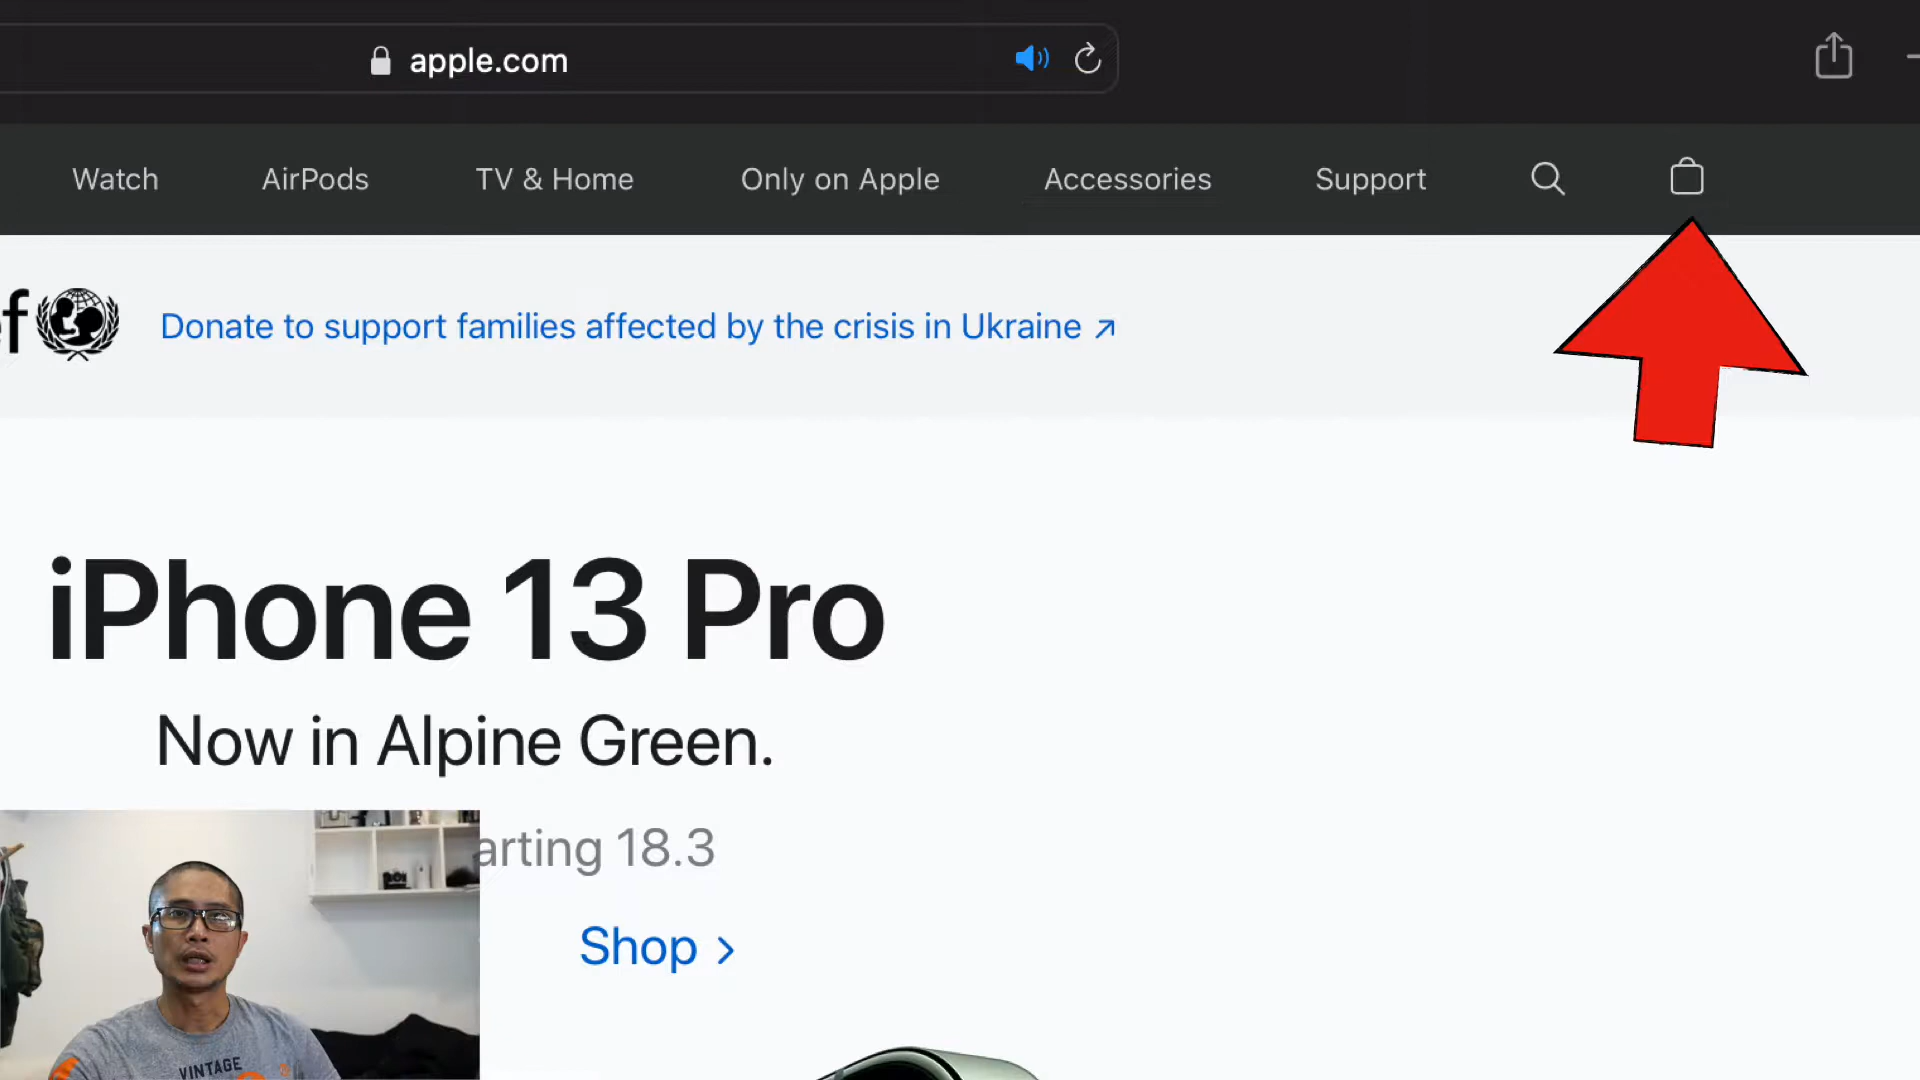 apple.com
Watch AirPods TV & Home Only on Apple Accessories Support
ef Donate to support families affected by the crisis in Ukraine ↗
iPhone 13 Pro
Now in Alpine Green.
arting 18.3
Shop >
VINTAGE